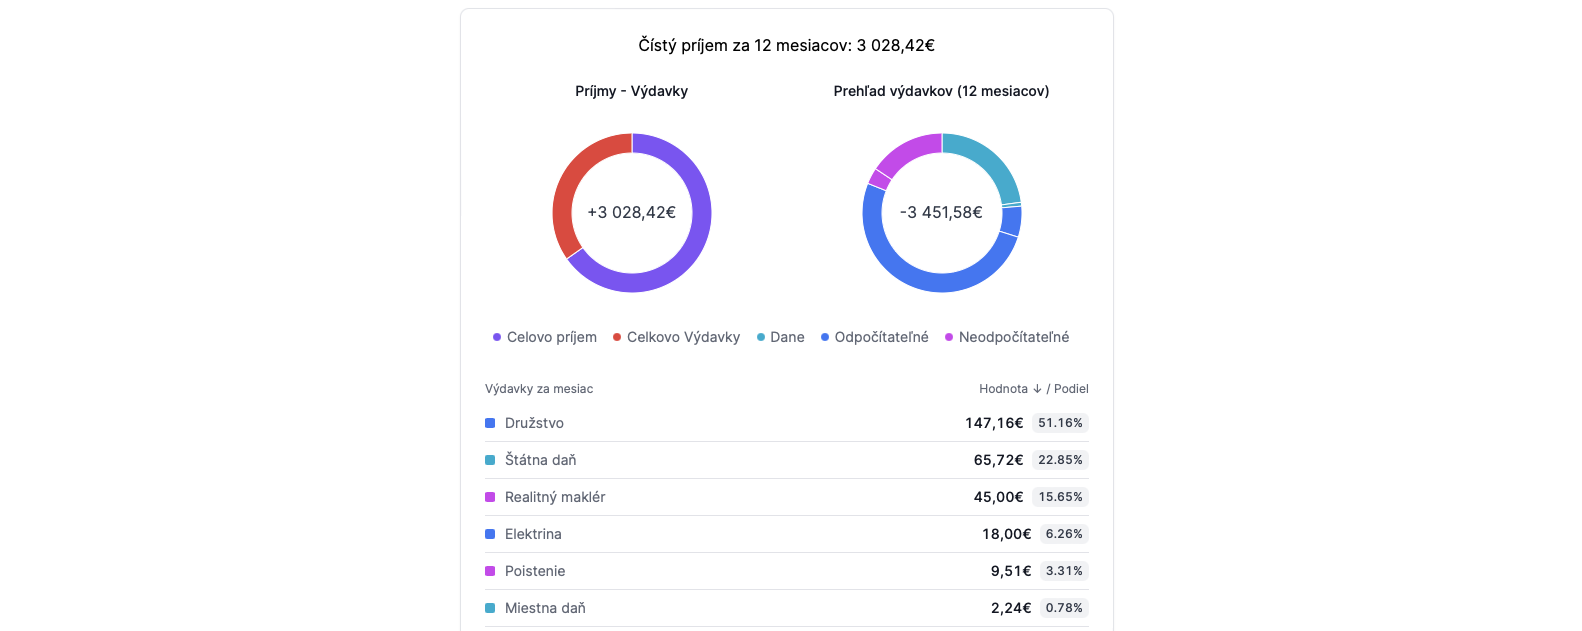 Čístý príjem za 12 mesiacov: 3 028,42€
Príjmy - Výdavky
Prehľad výdavkov (12 mesiacov)
+3 028,42€
-3 451,58€
Celovo príjem
Celkovo Výdavky
Dane
Odpočítateľné
Neodpočítateľné
Výdavky za mesiac
Hodnota ↓ / Podiel
Družstvo 147,16€ 51.16%
Štátna daň 65,72€ 22.85%
Realitný maklér 45,00€ 15.65%
Elektrina 18,00€ 6.26%
Poistenie 9,51€ 3.31%
Miestna daň 2,24€ 0.78%